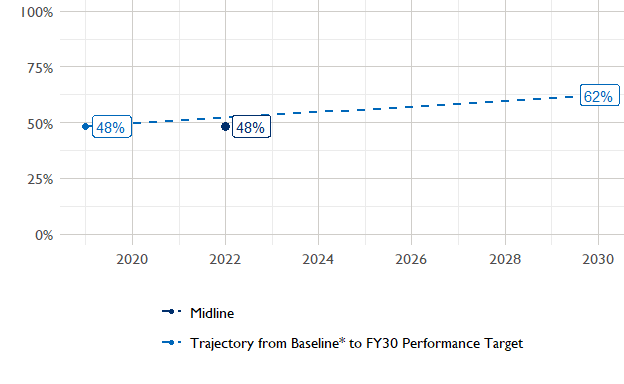 100%
75%
62%
50%
48%
48%
25%
0%
2020 2022 2024 2026 2028 2030
Midline
Trajectory from Baseline* to FY30 Performance Target